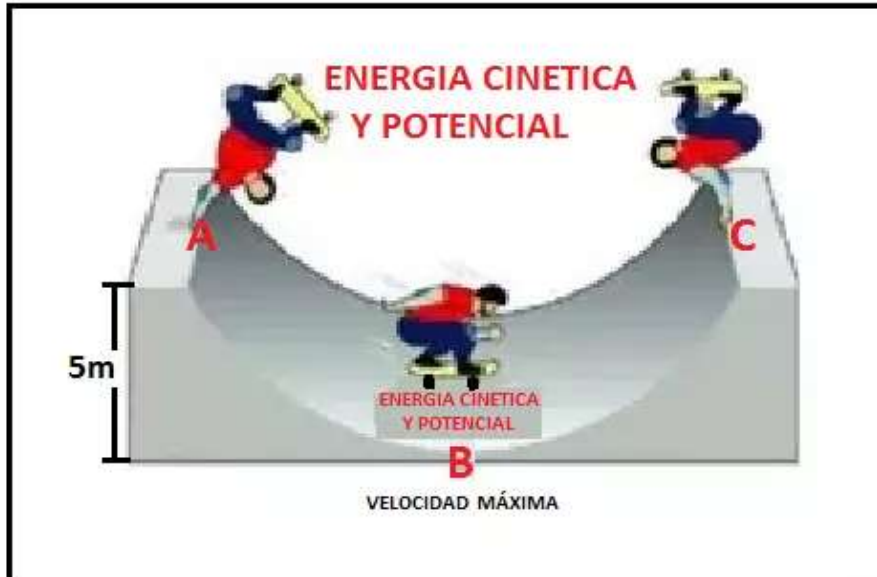 ENERGIA CINETICA
Y POTENCIAL
A
C
5m
ENERGIA CINETICA
Y POTENCIAL
B
VELOCIDAD MÁXIMA